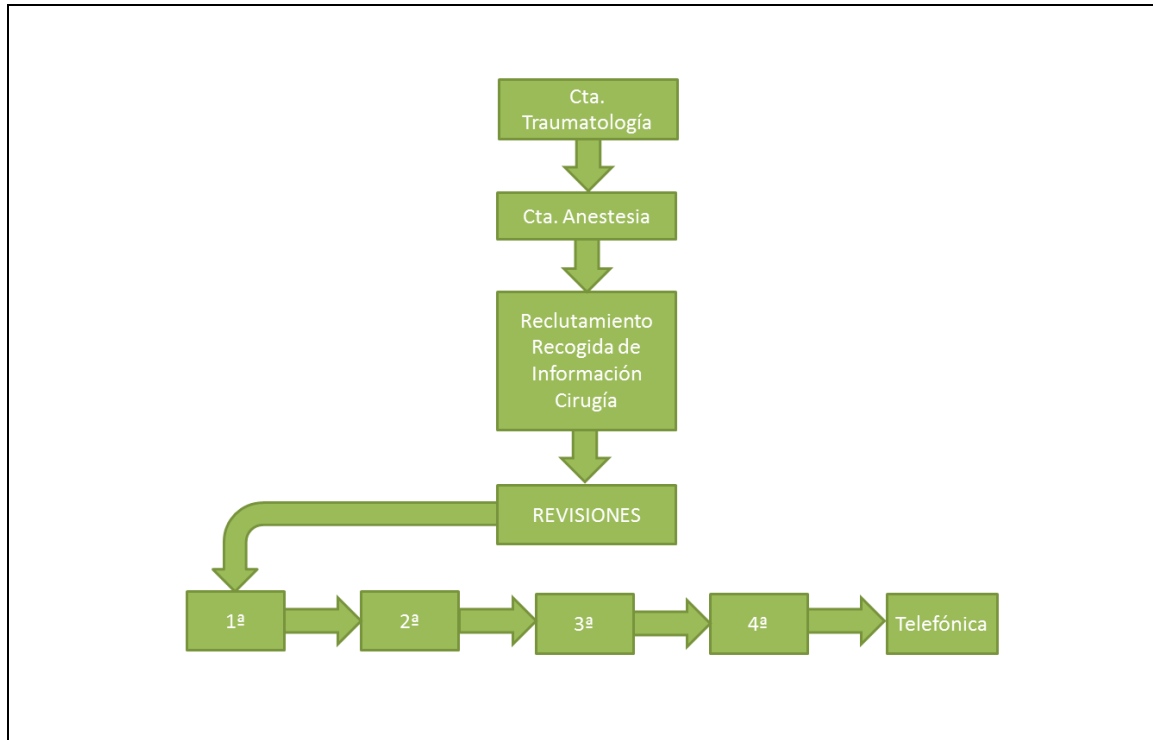 Cta.
Traumatología
Cta. Anestesia
Reclutamiento
Recogida de
Información
Cirugía
REVISIONES
1ª
2ª
3ª
4ª
Telefónica